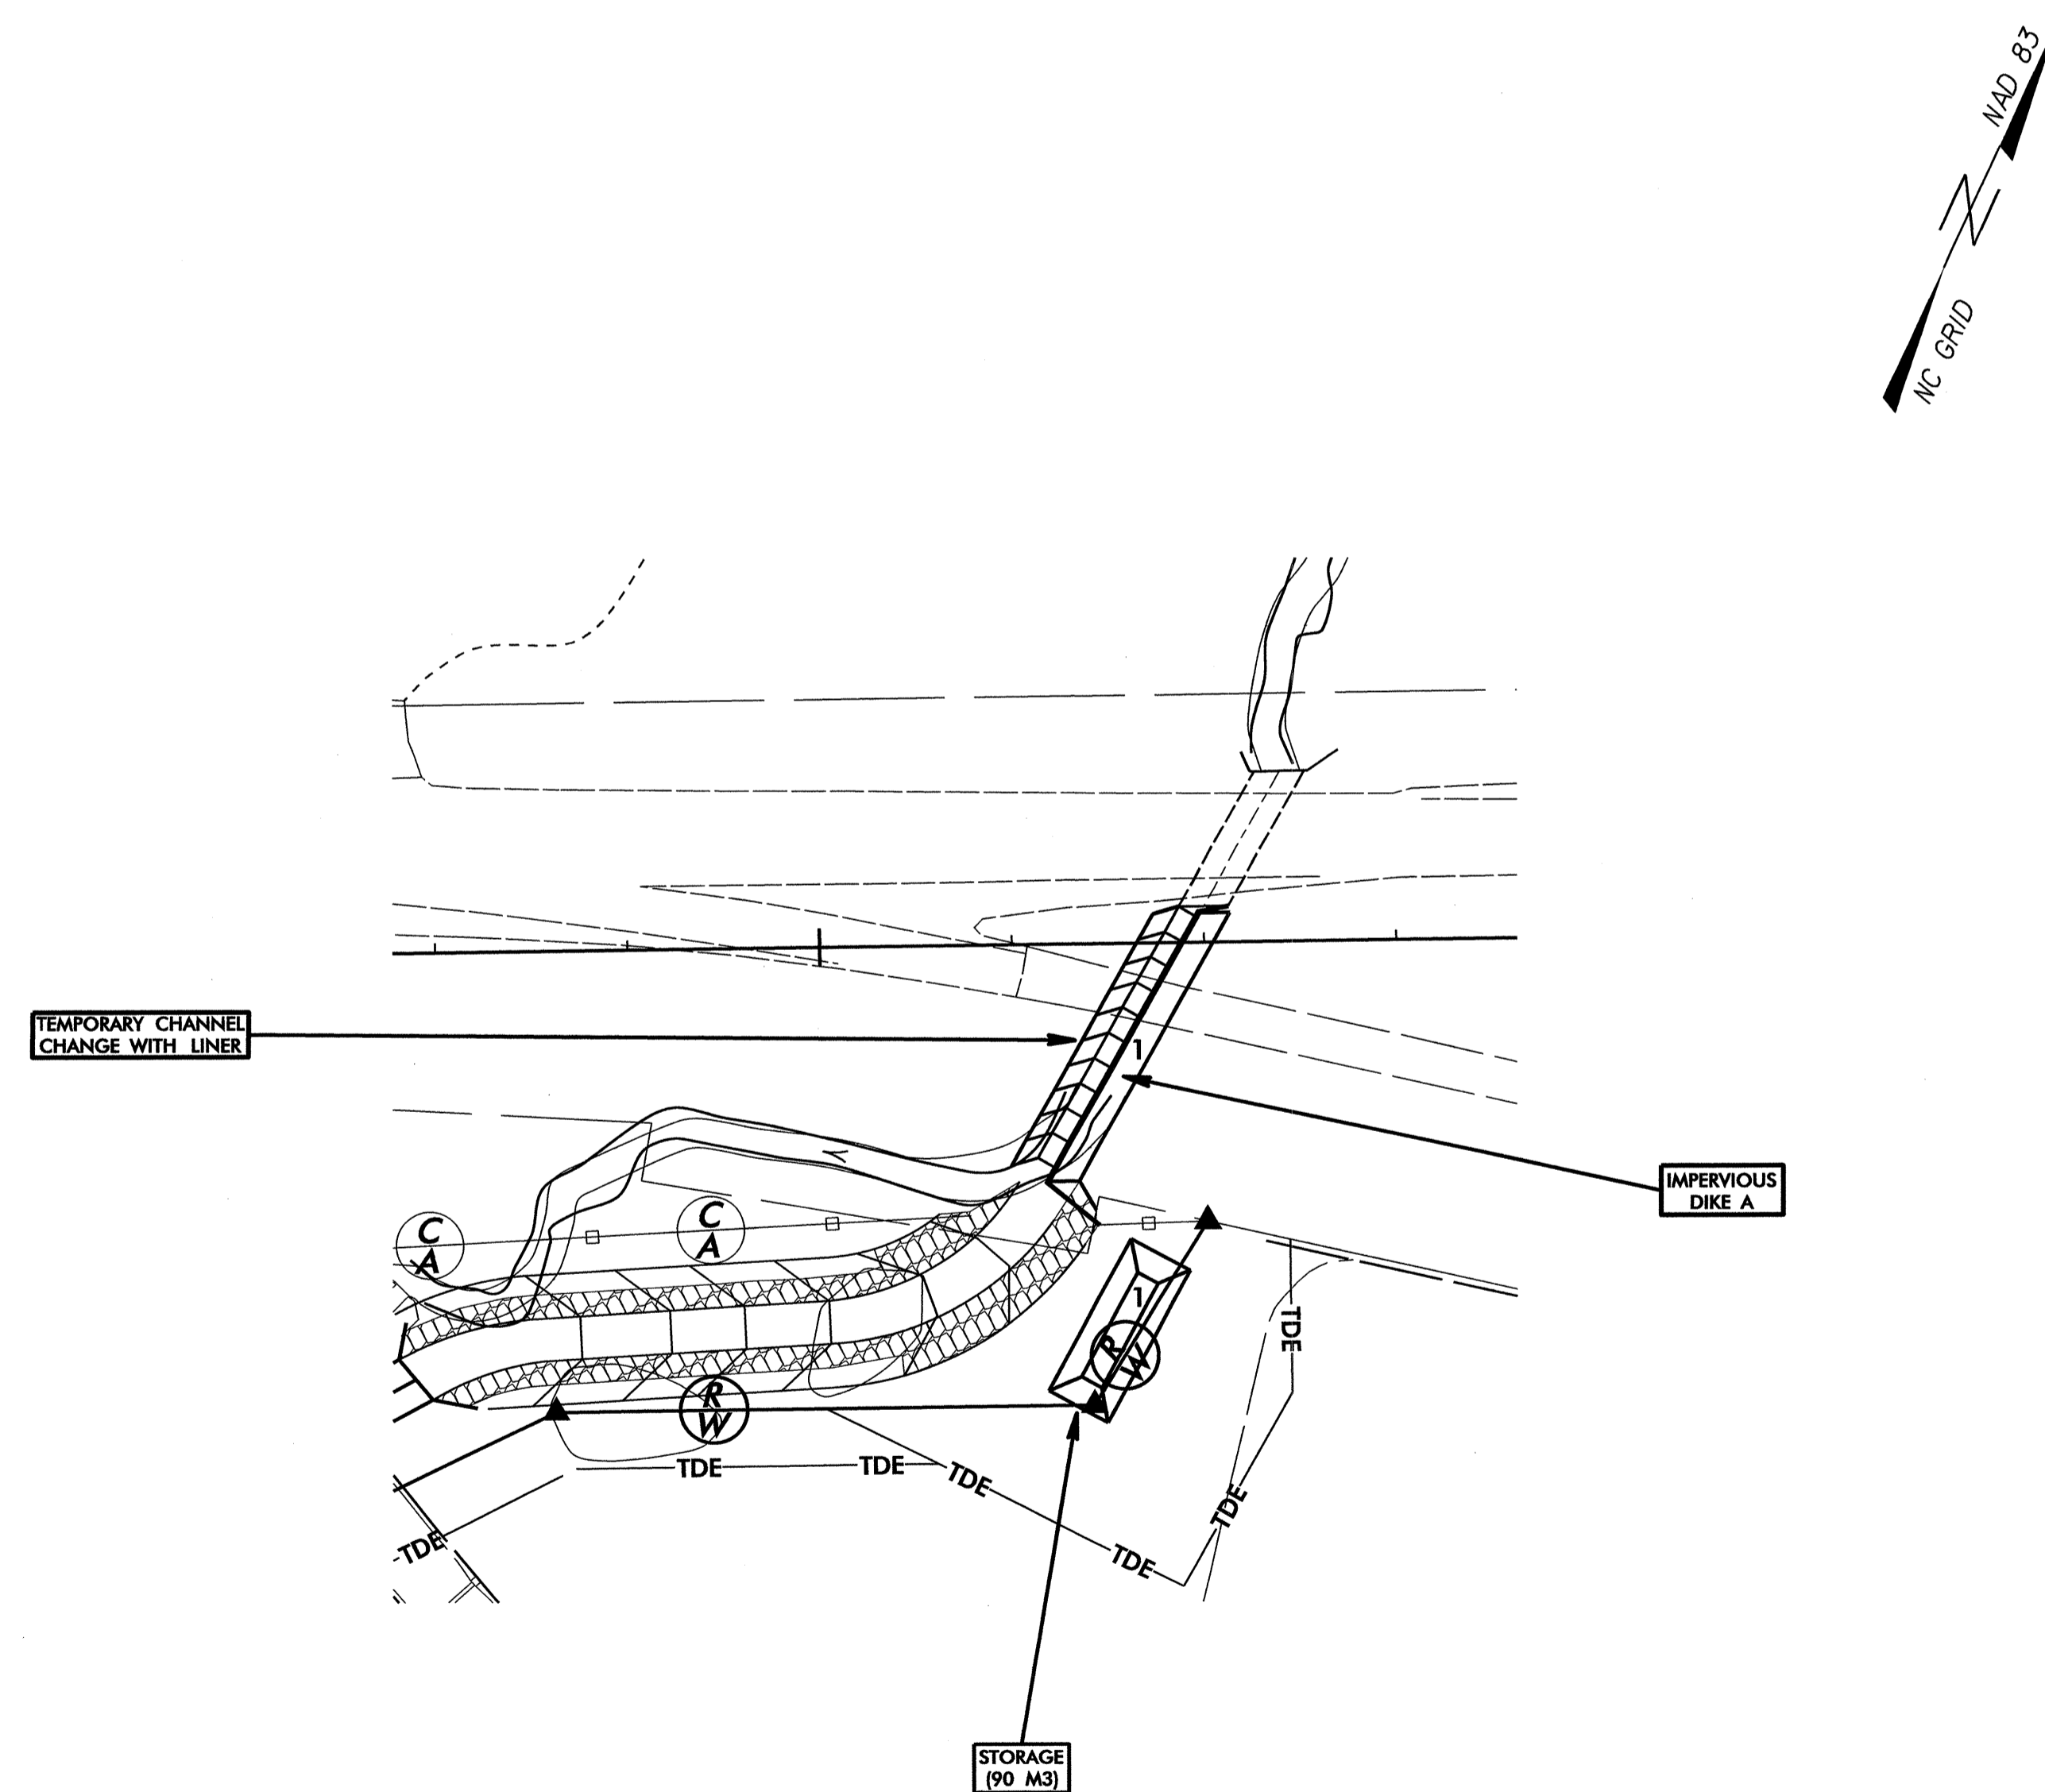 NAD 83
N
NC GRID
TEMPORARY CHANNEL
CHANGE WITH LINER
1
IMPERVIOUS
DIKE A
C
A
C
A
1
R
W
TDE
R
W
TDE
TDE
TDE
TDE
TDE
TDE
STORAGE
(90 M3)